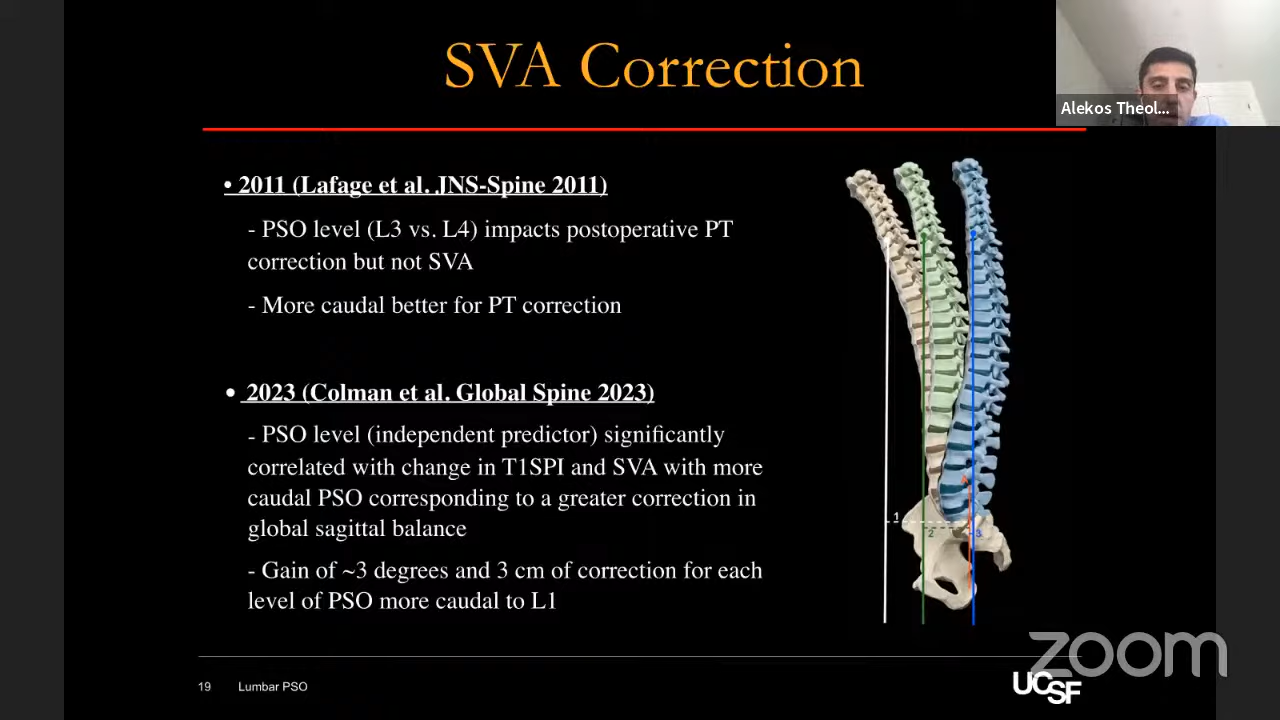 SVA Correction
Alekos Theol...
• 2011 (Lafage et al. JNS-Spine 2011)
- PSO level (L3 vs. L4) impacts postoperative PT
correction but not SVA
- More caudal better for PT correction
• 2023 (Colman et al. Global Spine 2023)
- PSO level (independent predictor) significantly
correlated with change in T1SPI and SVA with more
caudal PSO corresponding to a greater correction in
global sagittal balance
- Gain of ~3 degrees and 3 cm of correction for each
level of PSO more caudal to L1
1
2
3
zoom
19 Lumbar PSO
UCSF